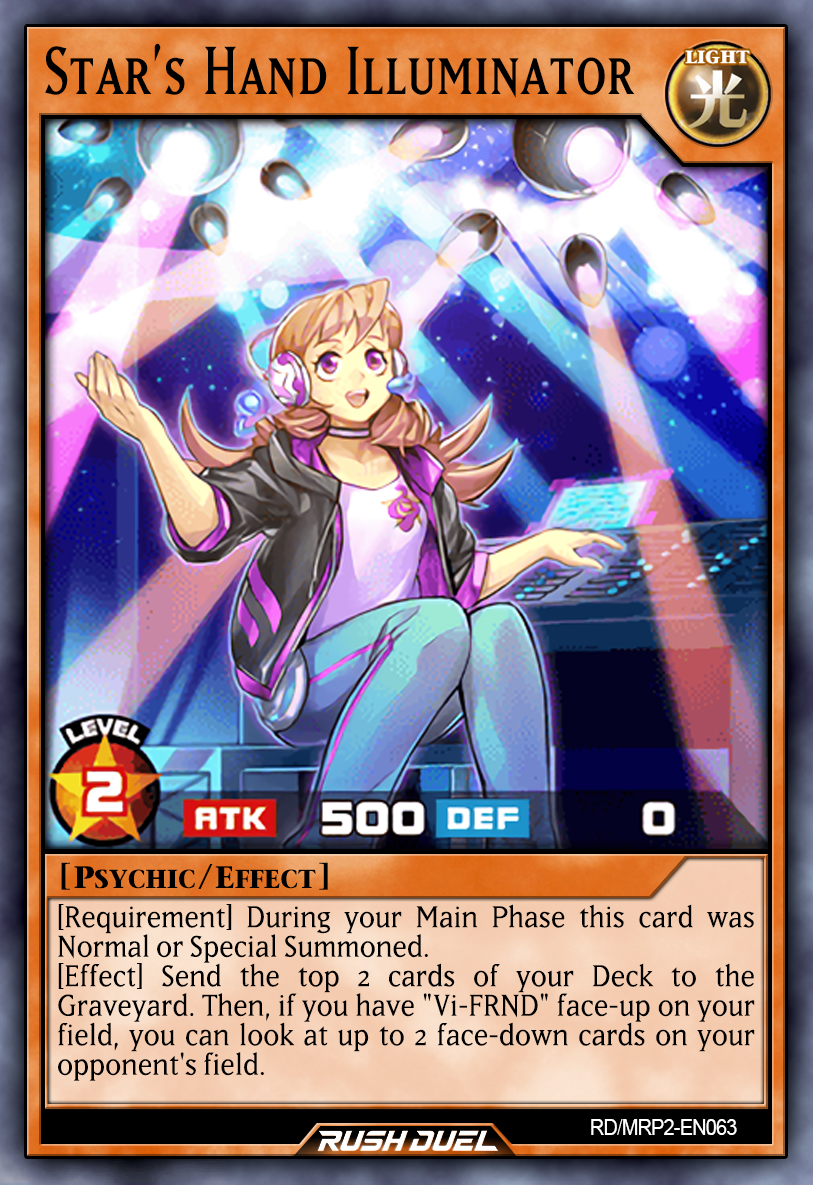 Star's Hand Illuminator
LIGHT
光
LEVEL
2
ATK 500 DEF 0
[Psychic/Effect]
[Requirement] During your Main Phase this card was
Normal or Special Summoned.
[Effect] Send the top 2 cards of your Deck to the
Graveyard. Then, if you have "Vi-FRND" face-up on your
field, you can look at up to 2 face-down cards on your
opponent's field.
RD/MRP2-EN063
RUSH DUEL